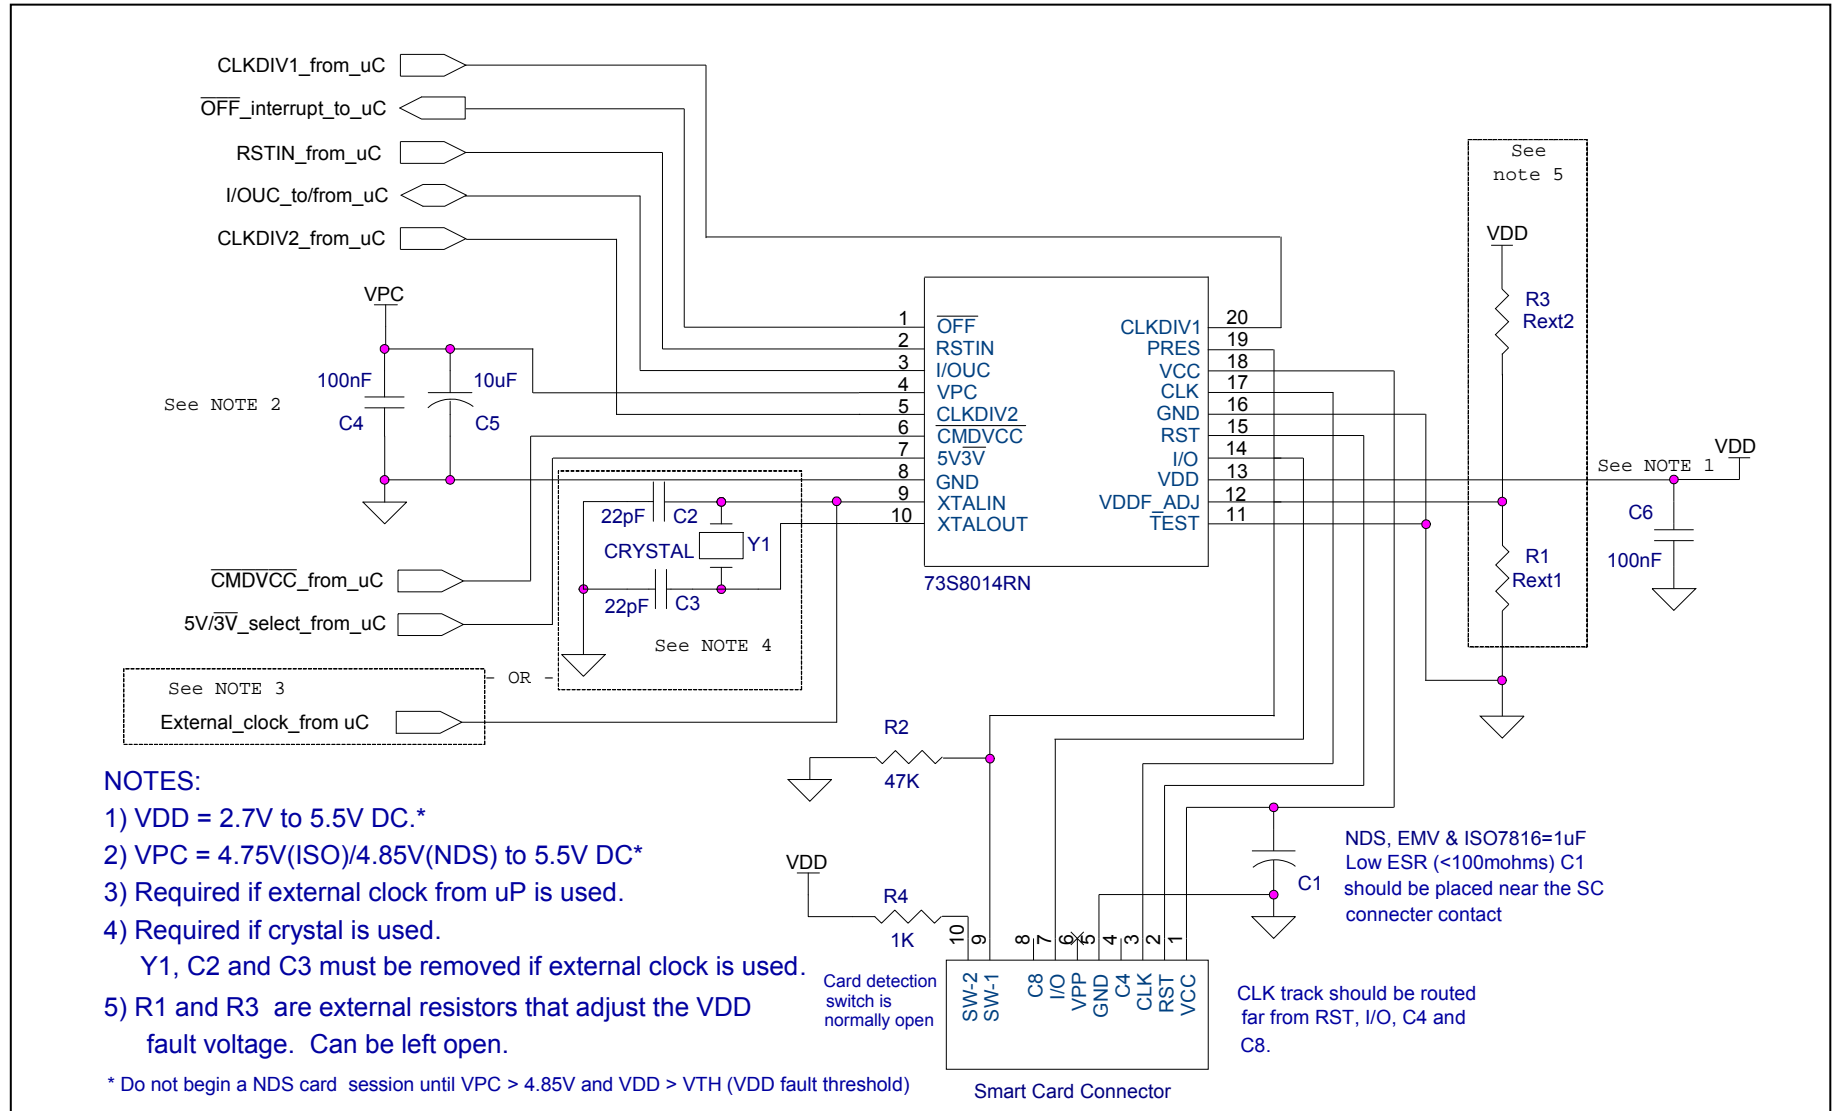 CLKDIV1_from_uC
OFF_interrupt_to_uC
RSTIN_from_uC
I/OUC_to/from_uC
CLKDIV2_from_uC
See
note 5
VDD
R3
Rext2
VPC
100nF
C4
10uF
C5
See NOTE 2
1
2
3
4
5
6
7
8
9
10
OFF
RSTIN
I/OUC
VPC
CLKDIV2
CMDVCC
5V3V
GND
XTALIN
XTALOUT
CLKDIV1
PRES
VCC
CLK
GND
RST
I/O
VDD
VDDF_ADJ
TEST
20
19
18
17
16
15
14
13
12
11
73S8014RN
See NOTE 1
VDD
C6
100nF
R1
Rext1
22pF
C2
CRYSTAL
Y1
22pF
C3
See NOTE 4
CMDVCC_from_uC
5V/3V_select_from_uC
- OR -
See NOTE 3
External_clock_from uC
R2
47K
VDD
R4
1K
C1
NDS, EMV & ISO7816=1uF
Low ESR (<100mohms) C1
should be placed near the SC
connecter contact
NOTES:
1) VDD = 2.7V to 5.5V DC.*
2) VPC = 4.75V(ISO)/4.85V(NDS) to 5.5V DC*
3) Required if external clock from uP is used.
4) Required if crystal is used.
Y1, C2 and C3 must be removed if external clock is used.
5) R1 and R3 are external resistors that adjust the VDD
fault voltage. Can be left open.
* Do not begin a NDS card session until VPC > 4.85V and VDD > VTH (VDD fault threshold)
Card detection
switch is
normally open
10
9
8
7
6
5
4
3
2
1
SW-2
SW-1
C8
I/O
VPP
GND
C4
CLK
RST
VCC
CLK track should be routed
far from RST, I/O, C4 and
C8.
Smart Card Connector